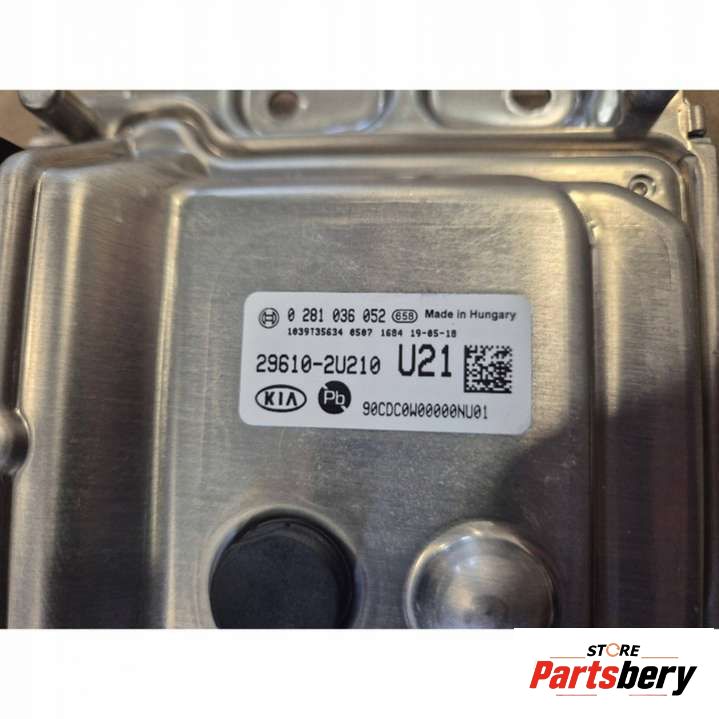 0 281 036 052 658 Made in Hungary
1039T35634 0507 1684 19-05-18
29610-2U210 U21
KIA Pb 90CDC0W00000NU01
STORE
Partsbery